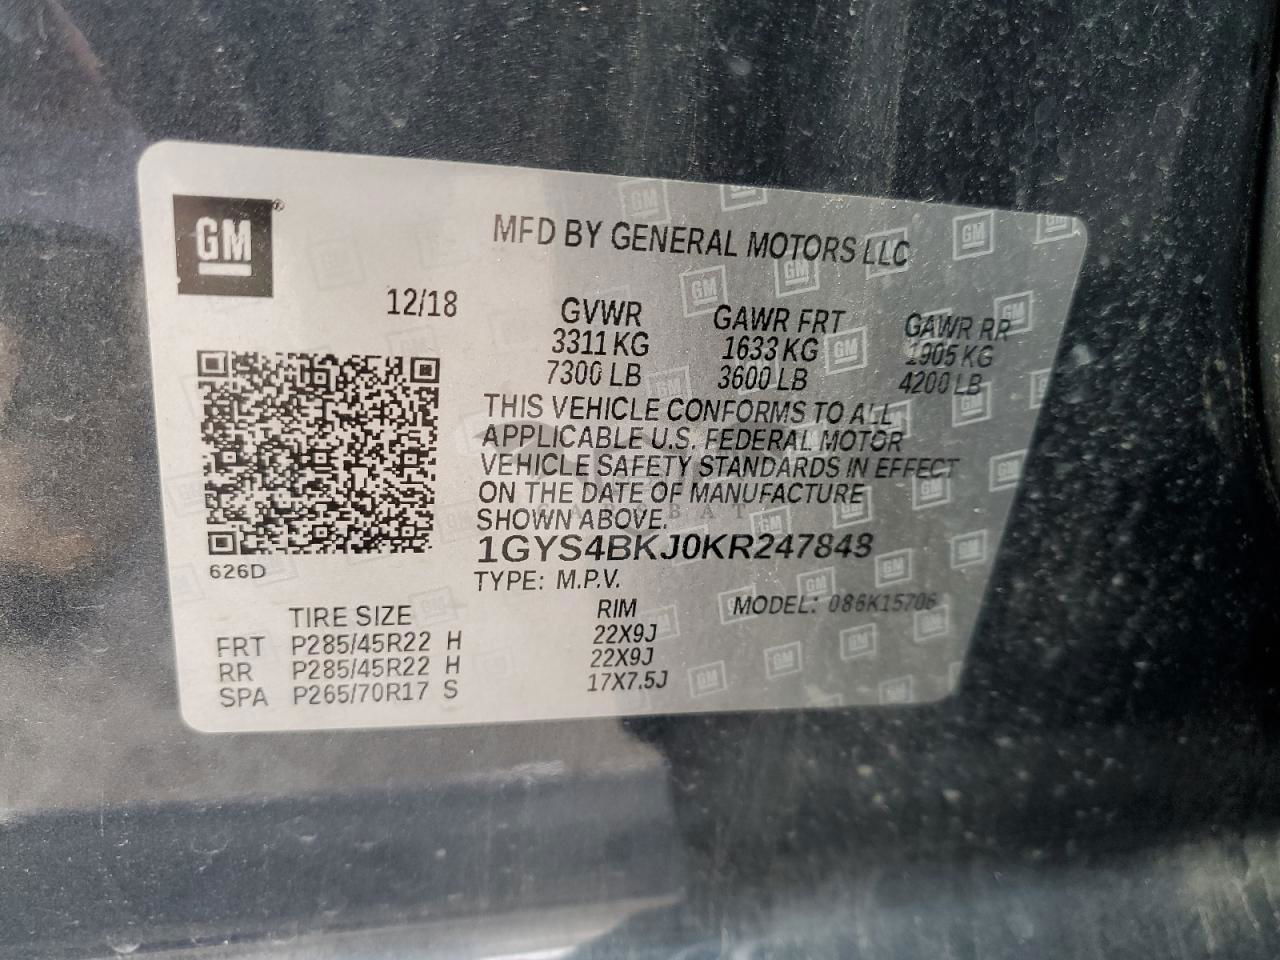 GM
MFD BY GENERAL MOTORS LLC
12/18
GVWR GAWR FRT GAWR RR
3311 KG 1633 KG 1905 KG
7300 LB 3600 LB 4200 LB
THIS VEHICLE CONFORMS TO ALL
APPLICABLE U.S. FEDERAL MOTOR
VEHICLE SAFETY STANDARDS IN EFFECT
ON THE DATE OF MANUFACTURE
SHOWN ABOVE.
1GYS4BKJ0KR247848
626D
TYPE: M.P.V.
MODEL: 086K15706
TIRE SIZE RIM
FRT P285/45R22 H 22X9J
RR P285/45R22 H 22X9J
SPA P265/70R17 S 17X7.5J